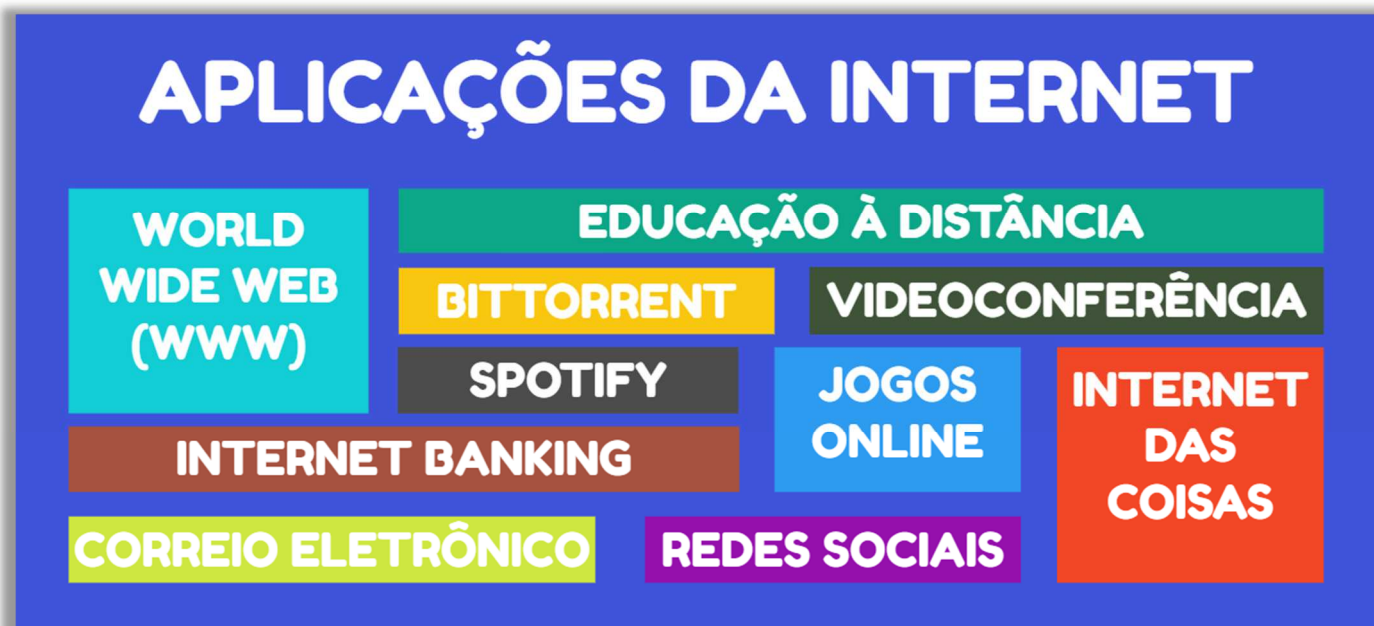 APLICAÇÕES DA INTERNET
WORLD
WIDE WEB
(WWW)
EDUCAÇÃO À DISTÂNCIA
BITTORRENT
VIDEOCONFERÊNCIA
SPOTIFY
JOGOS
ONLINE
INTERNET
DAS
COISAS
INTERNET BANKING
CORREIO ELETRÔNICO
REDES SOCIAIS